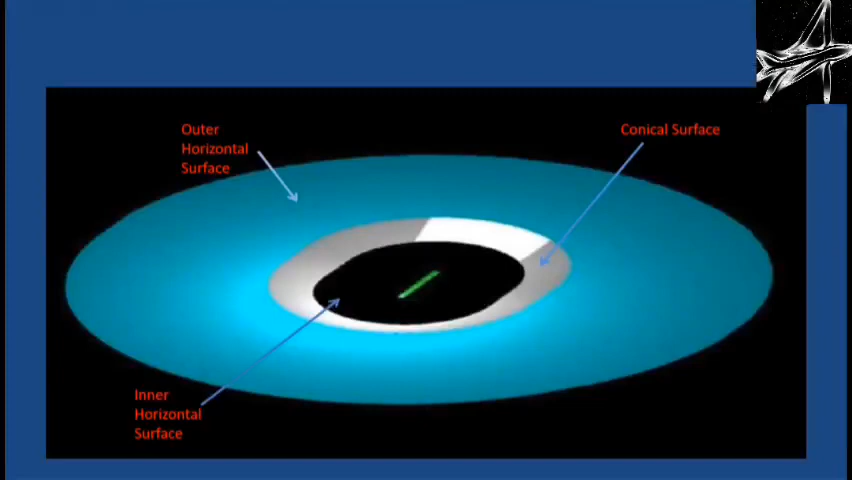 Outer
Horizontal
Surface
Conical Surface
Inner
Horizontal
Surface